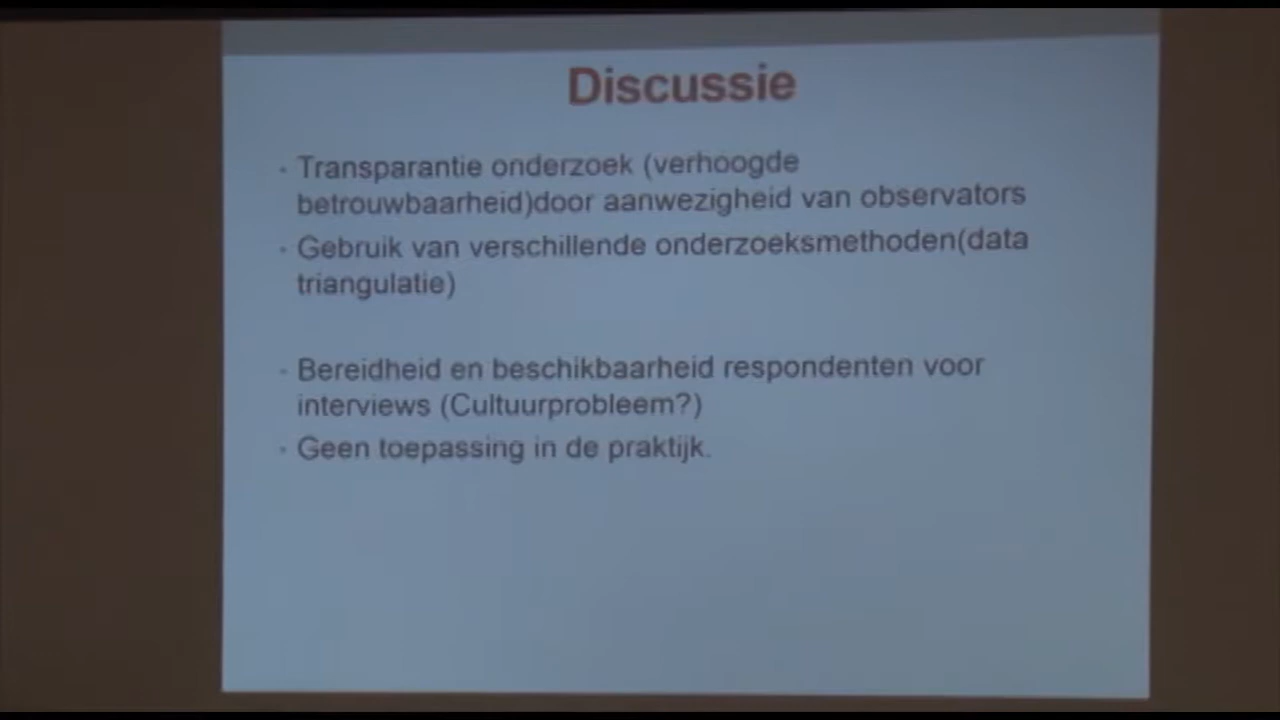 Discussie
· Transparantie onderzoek (verhoogde
betrouwbaarheid)door aanwezigheid van observators
· Gebruik van verschillende onderzoeksmethoden(data
triangulatie)
· Bereidheid en beschikbaarheid respondenten voor
interviews (Cultuurprobleem?)
· Geen toepassing in de praktijk.